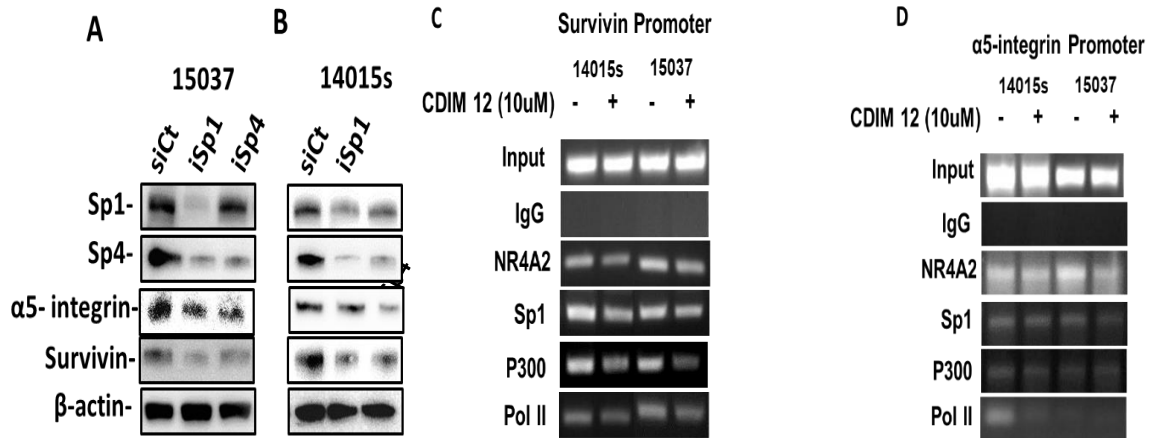 A
15037
siCt iSp1 iSp4
Sp1-
Sp4-
α5- integrin-
Survivin-
β-actin-
B
14015s
siCt iSp1
C
Survivin Promoter
14015s 15037
CDIM 12 (10uM) - + - +
Input
IgG
NR4A2
Sp1
P300
Pol II
D
α5-integrin Promoter
14015s 15037
CDIM 12 (10uM) - + - +
Input
IgG
NR4A2
Sp1
P300
Pol II